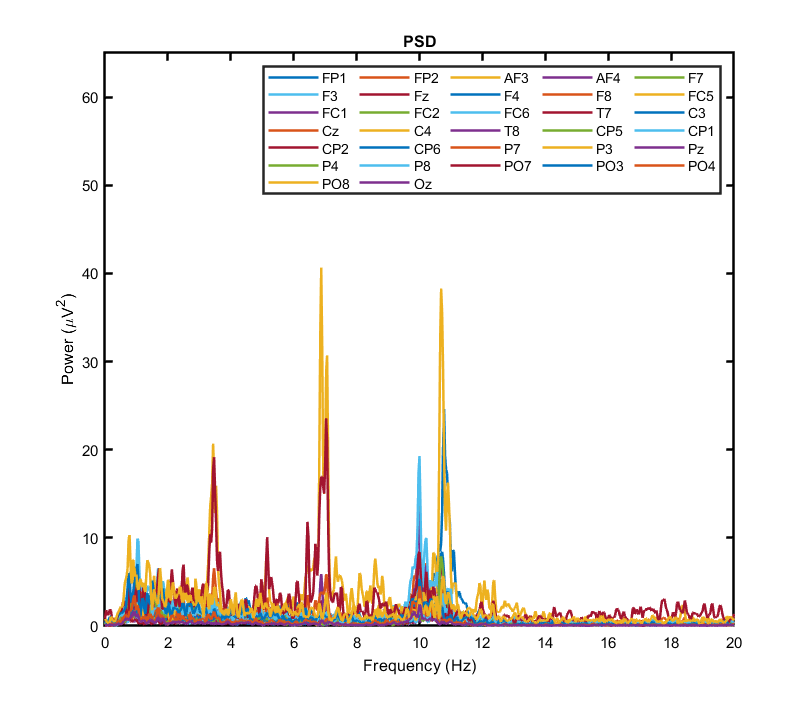 PSD
FP1 FP2 AF3 AF4 F7
F3 Fz F4 F8 FC5
FC1 FC2 FC6 T7 C3
Cz C4 T8 CP5 CP1
CP2 CP6 P7 P3 Pz
P4 P8 PO7 PO3 PO4
PO8 Oz
60
50
40
30
20
10
0
Power (μV²)
0 2 4 6 8 10 12 14 16 18 20
Frequency (Hz)